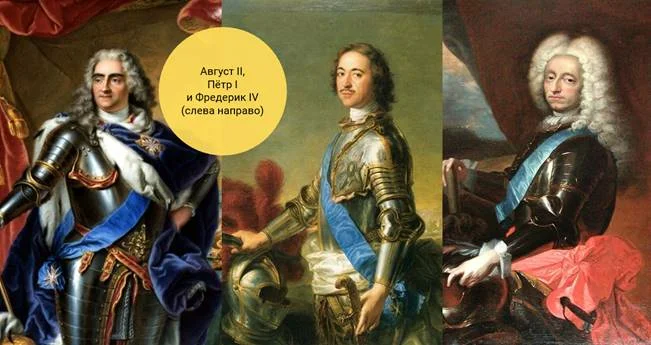 Август II,
Пётр I
и Фредерик IV
(слева направо)